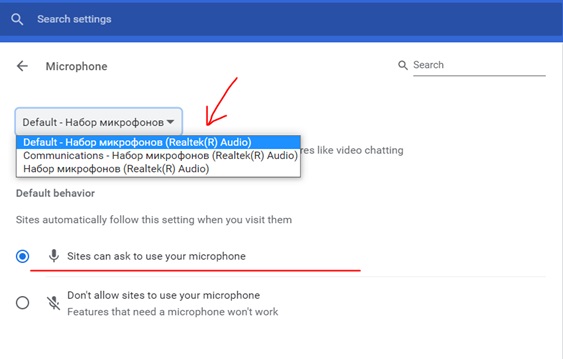 Search settings
Microphone
Search
Default - Набор микрофонов
Default - Набор микрофонов (Realtek(R) Audio)
Communications - Набор микрофонов (Realtek(R) Audio)
res like video chatting
Набор микрофонов (Realtek(R) Audio)
Default behavior
Sites automatically follow this setting when you visit them
Sites can ask to use your microphone
Don't allow sites to use your microphone
Features that need a microphone won't work